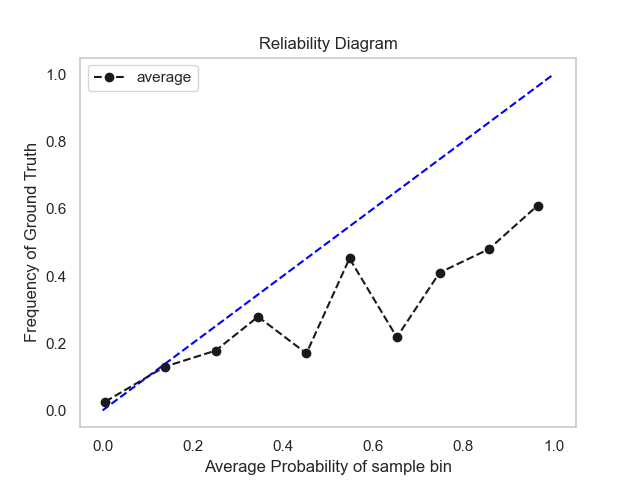 Reliability Diagram
average
Frequency of Ground Truth
1.0
0.8
0.6
0.4
0.2
0.0
0.0 0.2 0.4 0.6 0.8 1.0
Average Probability of sample bin